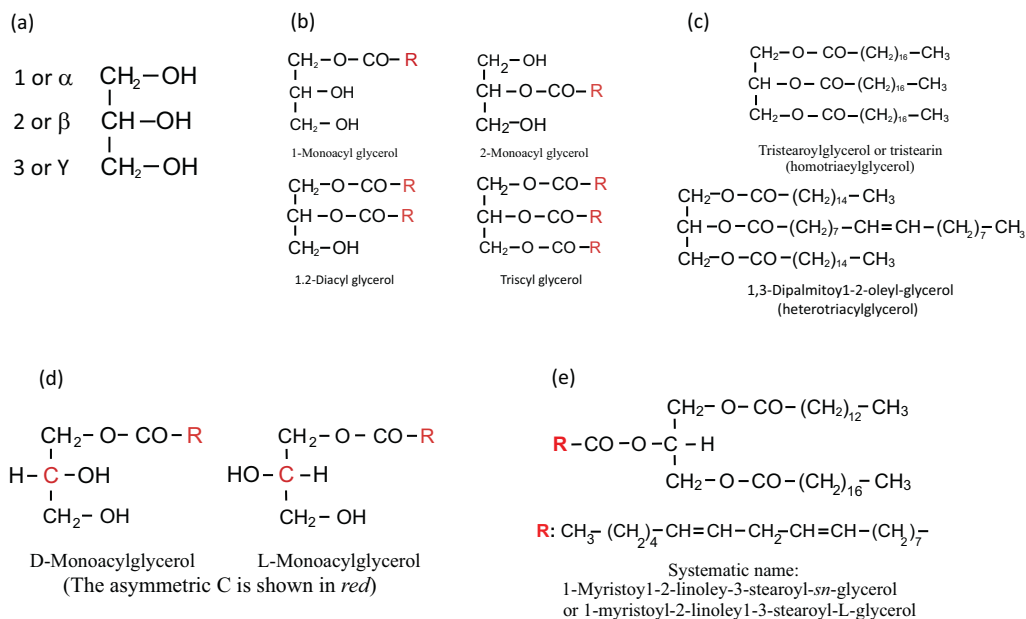 (a)
1 or α CH₂–OH
2 or β CH–OH
3 or Y CH₂–OH
(b)
CH₂–O–CO–R
CH–OH
CH₂–OH
1-Monoacyl glycerol
CH₂–OH
CH–O–CO–R
CH₂–OH
2-Monoacyl glycerol
CH₂–O–CO–R
CH–O–CO–R
CH₂–OH
1.2-Diacyl glycerol
CH₂–O–CO–R
CH–O–CO–R
CH₂–O–CO–R
Triscyl glycerol
(c)
CH₂–O–CO–(CH₂)₁₆–CH₃
CH–O–CO–(CH₂)₁₆–CH₃
CH₂–O–CO–(CH₂)₁₆–CH₃
Tristearoylglycerol or tristearin
(homotriaeylglycerol)
CH₂–O–CO–(CH₂)₁₄–CH₃
CH–O–CO–(CH₂)₇–CH=CH–(CH₂)₇–CH₃
CH₂–O–CO–(CH₂)₁₄–CH₃
1,3-Dipalmitoy1-2-oleyl-glycerol
(heterotriacylglycerol)
(d)
CH₂–O–CO–R
H–C–OH
CH₂–OH
D-Monoacylglycerol
CH₂–O–CO–R
HO–C–H
CH₂–OH
L-Monoacylglycerol
(The asymmetric C is shown in red)
(e)
CH₂–O–CO–(CH₂)₁₂–CH₃
R–CO–O–C–H
CH₂–O–CO–(CH₂)₁₆–CH₃
R: CH₃–(CH₂)₄–CH=CH–CH₂–CH=CH–(CH₂)₇–
Systematic name:
1-Myristoy1-2-linoley-3-stearoyl-sn-glycerol
or 1-myristoyl-2-linoley1-3-stearoyl-L-glycerol